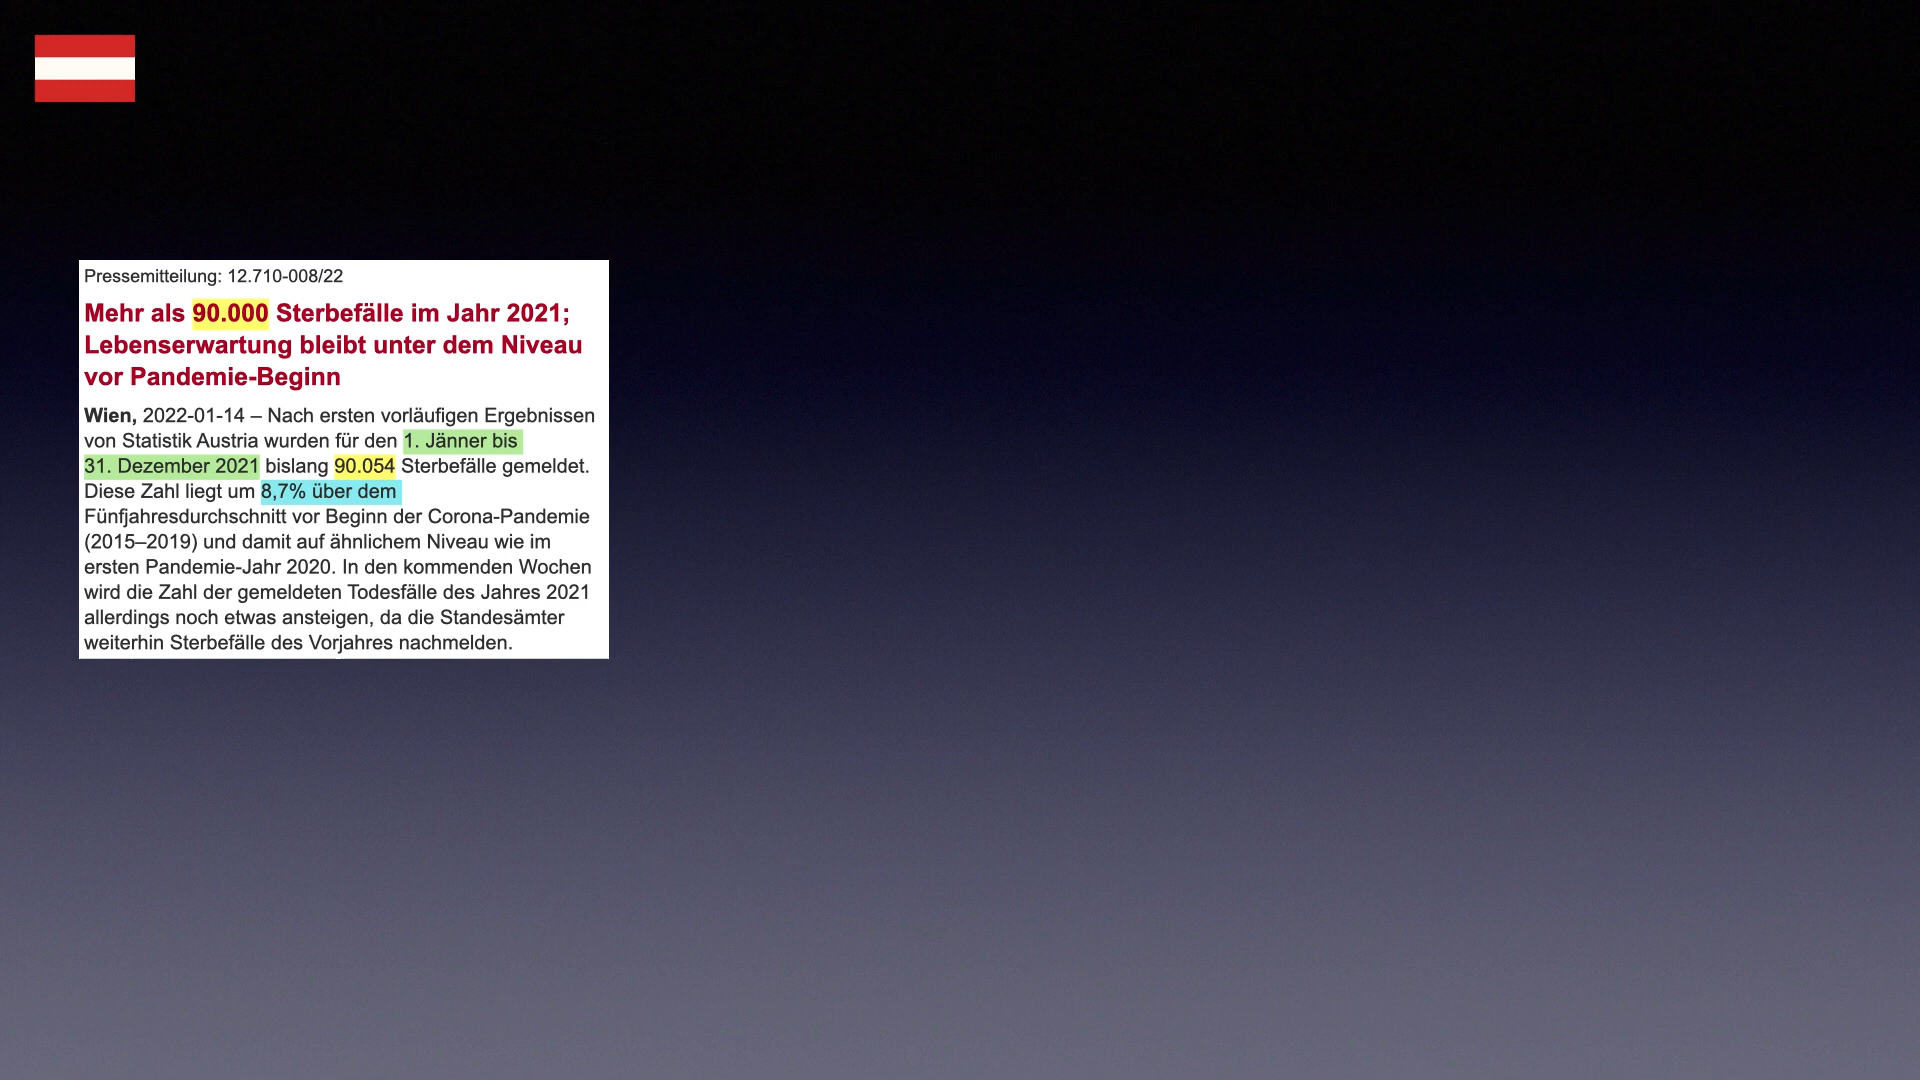 Pressemitteilung: 12.710-008/22
Mehr als 90.000 Sterbefälle im Jahr 2021;
Lebenserwartung bleibt unter dem Niveau
vor Pandemie-Beginn
Wien, 2022-01-14 – Nach ersten vorläufigen Ergebnissen
von Statistik Austria wurden für den 1. Jänner bis
31. Dezember 2021 bislang 90.054 Sterbefälle gemeldet.
Diese Zahl liegt um 8,7% über dem
Fünfjahresdurchschnitt vor Beginn der Corona-Pandemie
(2015–2019) und damit auf ähnlichem Niveau wie im
ersten Pandemie-Jahr 2020. In den kommenden Wochen
wird die Zahl der gemeldeten Todesfälle des Jahres 2021
allerdings noch etwas ansteigen, da die Standesämter
weiterhin Sterbefälle des Vorjahres nachmelden.